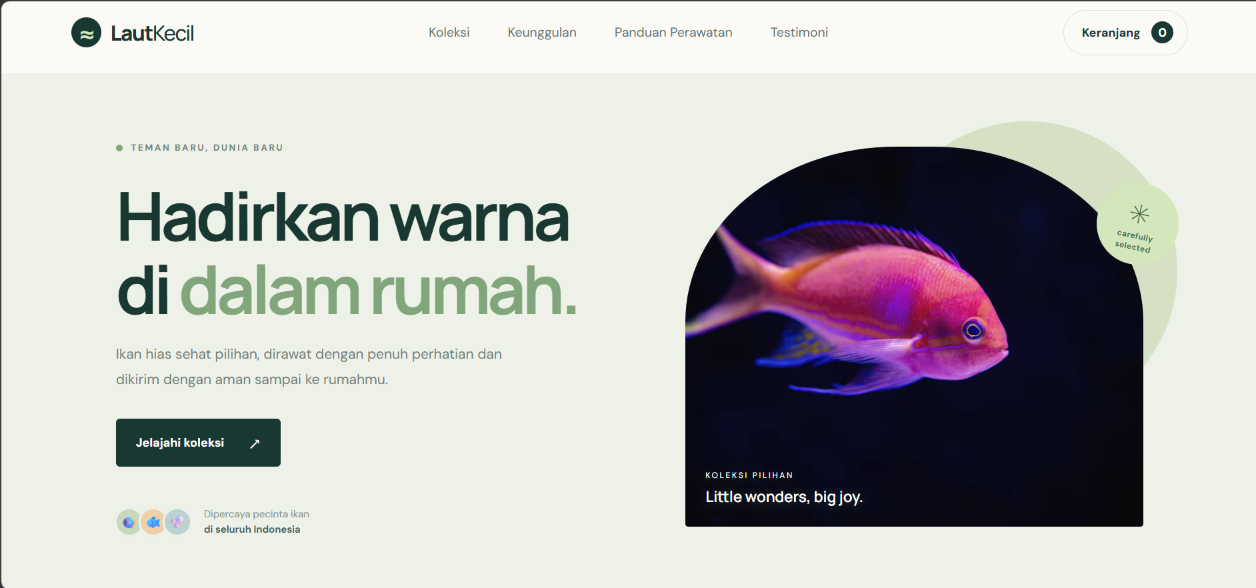 LautKecil
Koleksi
Keunggulan
Panduan Perawatan
Testimoni
Keranjang 0
TEMAN BARU, DUNIA BARU
Hadirkan warna
di dalam rumah.
Ikan hias sehat pilihan, dirawat dengan penuh perhatian dan
dikirim dengan aman sampai ke rumahmu.
Jelajahi koleksi ↗
Dipercaya pecinta ikan
di seluruh Indonesia
carefully
selected
KOLEKSI PILIHAN
Little wonders, big joy.